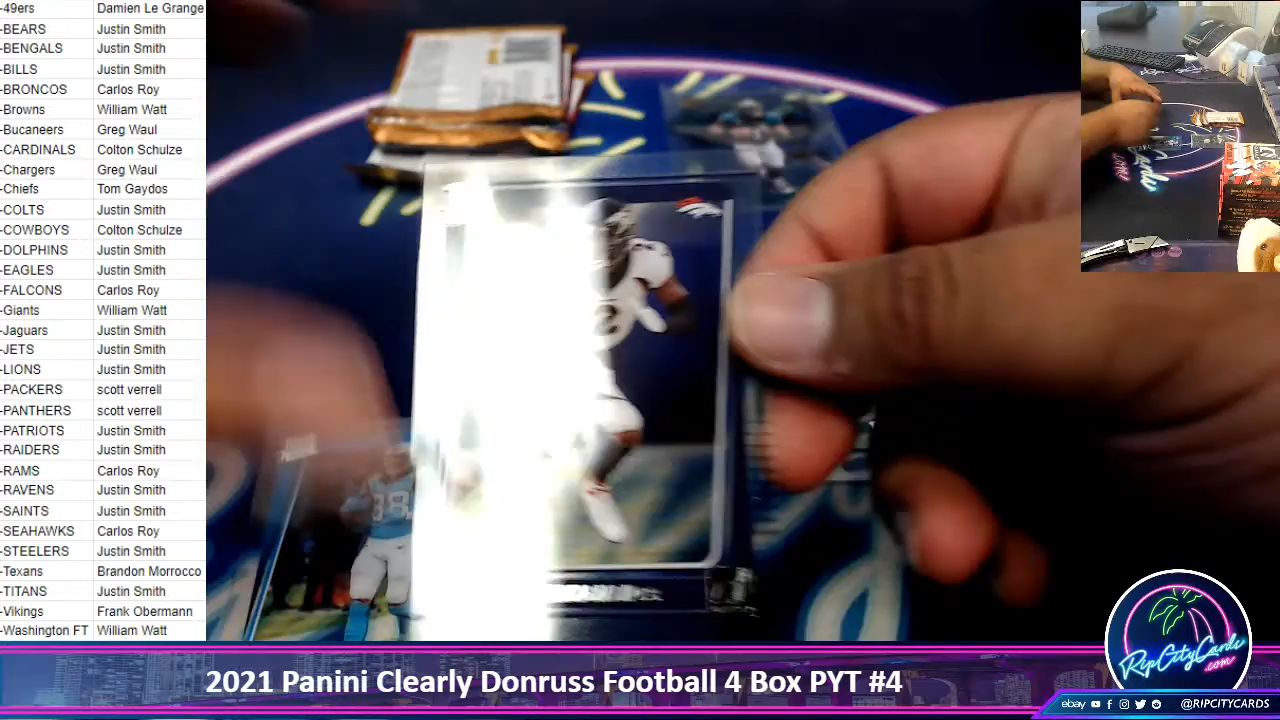 -49ers Damien Le Grange
-BEARS Justin Smith
-BENGALS Justin Smith
-BILLS Justin Smith
-BRONCOS Carlos Roy
-Browns William Watt
-Bucaneers Greg Waul
-CARDINALS Colton Schulze
-Chargers Greg Waul
-Chiefs Tom Gaydos
-COLTS Justin Smith
-COWBOYS Colton Schulze
-DOLPHINS Justin Smith
-EAGLES Justin Smith
-FALCONS Carlos Roy
-Giants William Watt
-Jaguars Justin Smith
-JETS Justin Smith
-LIONS Justin Smith
-PACKERS scott verrell
-PANTHERS scott verrell
-PATRIOTS Justin Smith
-RAIDERS Justin Smith
-RAMS Carlos Roy
-RAVENS Justin Smith
-SAINTS Justin Smith
-SEAHAWKS Carlos Roy
-STEELERS Justin Smith
-Texans Brandon Morrocco
-TITANS Justin Smith
-Vikings Frank Obermann
-Washington FT William Watt
88
RipCityCards
.com
2021 Panini Clearly Donruss Football 4 Box PYT #4
ebay @RIPCITYCARDS